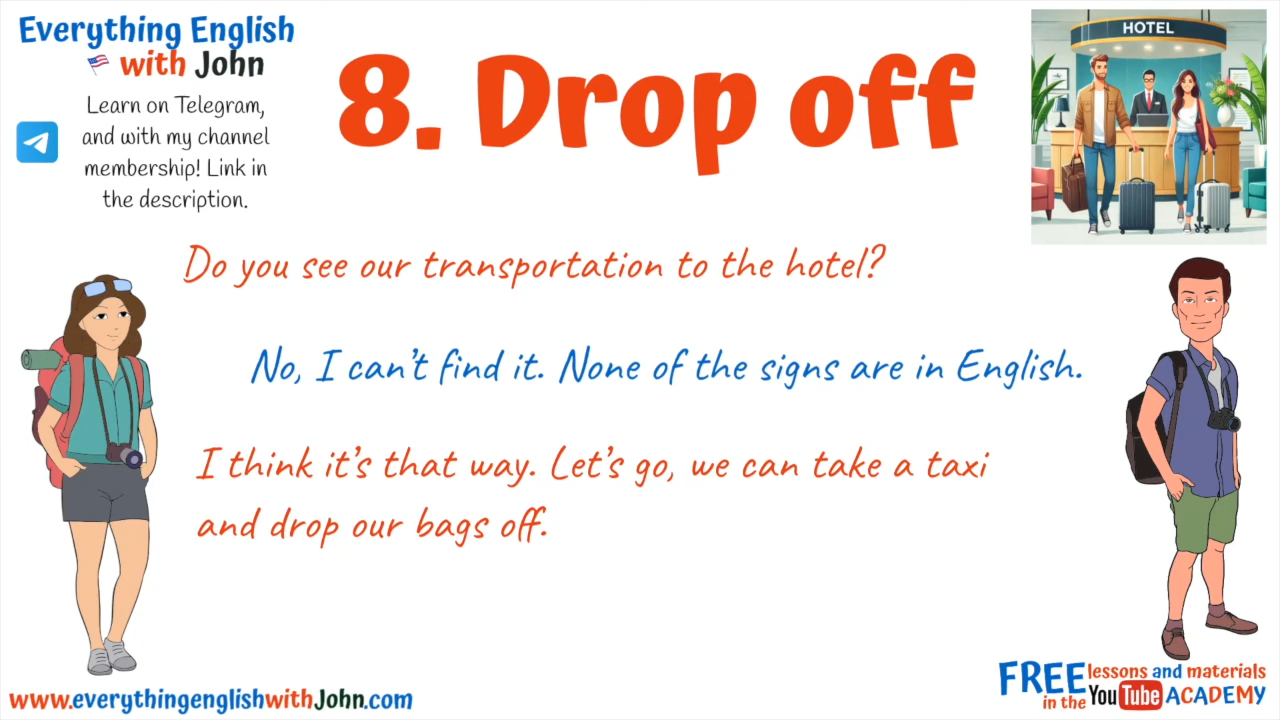 Everything English
with John
Learn on Telegram,
and with my channel
membership! Link in
the description.
8. Drop off
HOTEL
Do you see our transportation to the hotel?
No, I can't find it. None of the signs are in English.
I think it's that way. Let's go, we can take a taxi
and drop our bags off.
www.everythingenglishwithJohn.com
FREE lessons and materials
in the YouTube ACADEMY